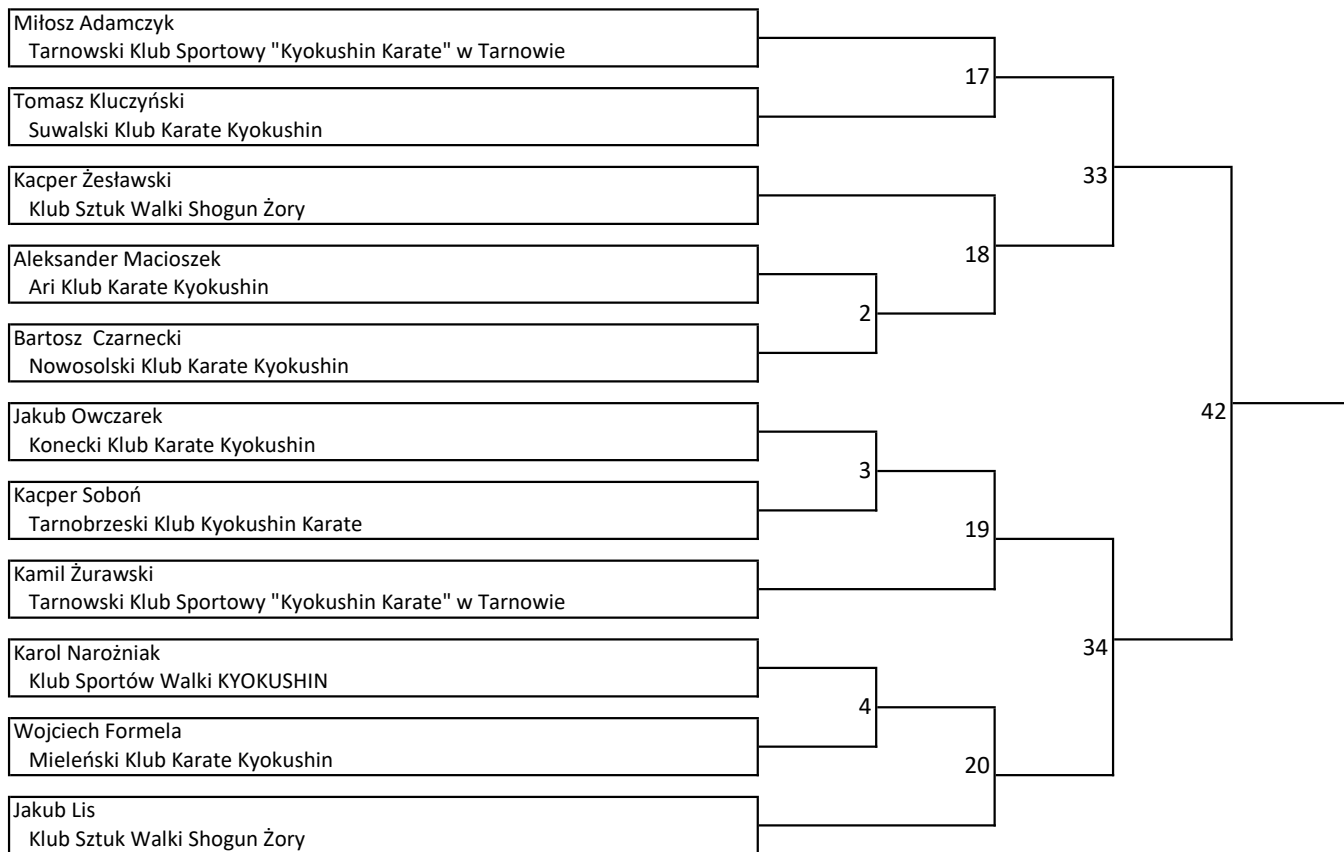 Miłosz Adamczyk
Tarnowski Klub Sportowy "Kyokushin Karate" w Tarnowie
17
Tomasz Kluczyński
Suwalski Klub Karate Kyokushin
Kacper Żesławski
33
Klub Sztuk Walki Shogun Żory
Aleksander Macioszek
18
Ari Klub Karate Kyokushin
2
Bartosz  Czarnecki
Nowosolski Klub Karate Kyokushin
Jakub Owczarek
42
Konecki Klub Karate Kyokushin
3
Kacper Soboń
Tarnobrzeski Klub Kyokushin Karate
19
Kamil Żurawski
Tarnowski Klub Sportowy "Kyokushin Karate" w Tarnowie
Karol Narożniak
34
Klub Sportów Walki KYOKUSHIN
4
Wojciech Formela
Mieleński Klub Karate Kyokushin
20
Jakub Lis
Klub Sztuk Walki Shogun Żory